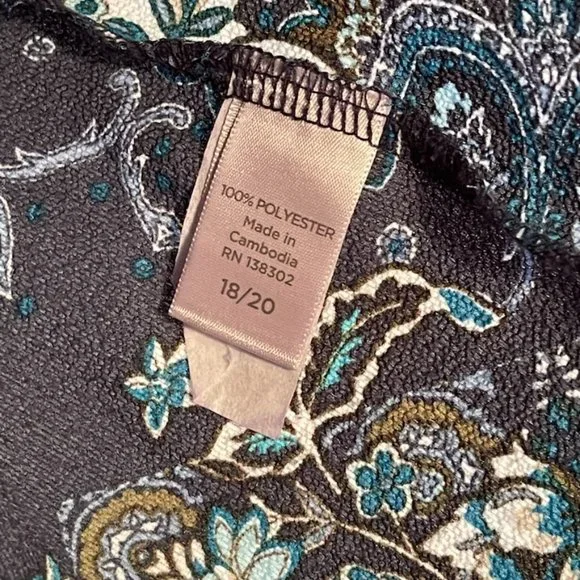 100% POLYESTER
Made in
Cambodia
RN 138302
18/20